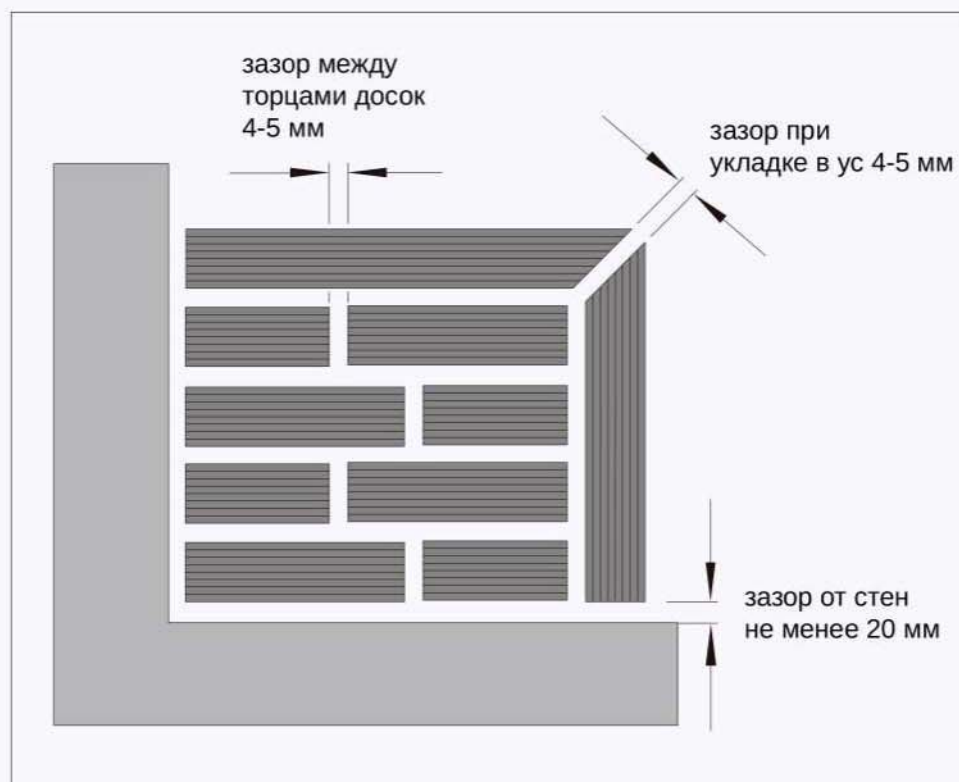 зазор между
торцами досок
4-5 мм
зазор при
укладке в ус 4-5 мм
зазор от стен
не менее 20 мм